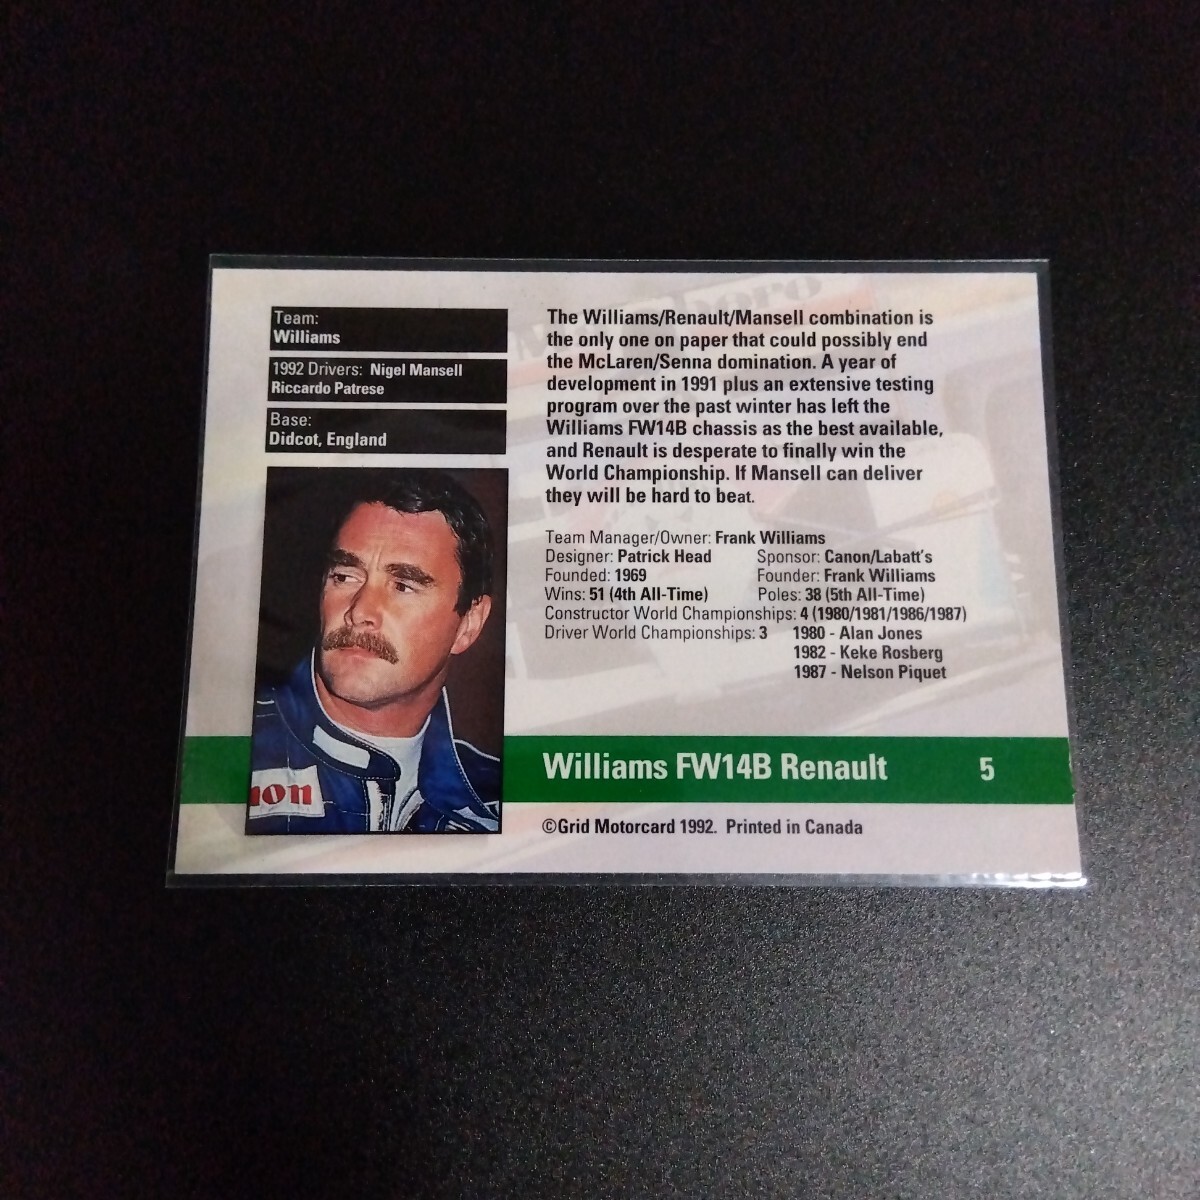 Team:
Williams
1992 Drivers: Nigel Mansell
Riccardo Patrese
Base:
Didcot, England
The Williams/Renault/Mansell combination is
the only one on paper that could possibly end
the McLaren/Senna domination. A year of
development in 1991 plus an extensive testing
program over the past winter has left the
Williams FW14B chassis as the best available,
and Renault is desperate to finally win the
World Championship. If Mansell can deliver
they will be hard to beat.
Team Manager/Owner: Frank Williams
Designer: Patrick Head Sponsor: Canon/Labatt's
Founded: 1969 Founder: Frank Williams
Wins: 51 (4th All-Time) Poles: 38 (5th All-Time)
Constructor World Championships: 4 (1980/1981/1986/1987)
Driver World Championships: 3 1980 - Alan Jones
1982 - Keke Rosberg
1987 - Nelson Piquet
non
Williams FW14B Renault 5
©Grid Motorcard 1992. Printed in Canada